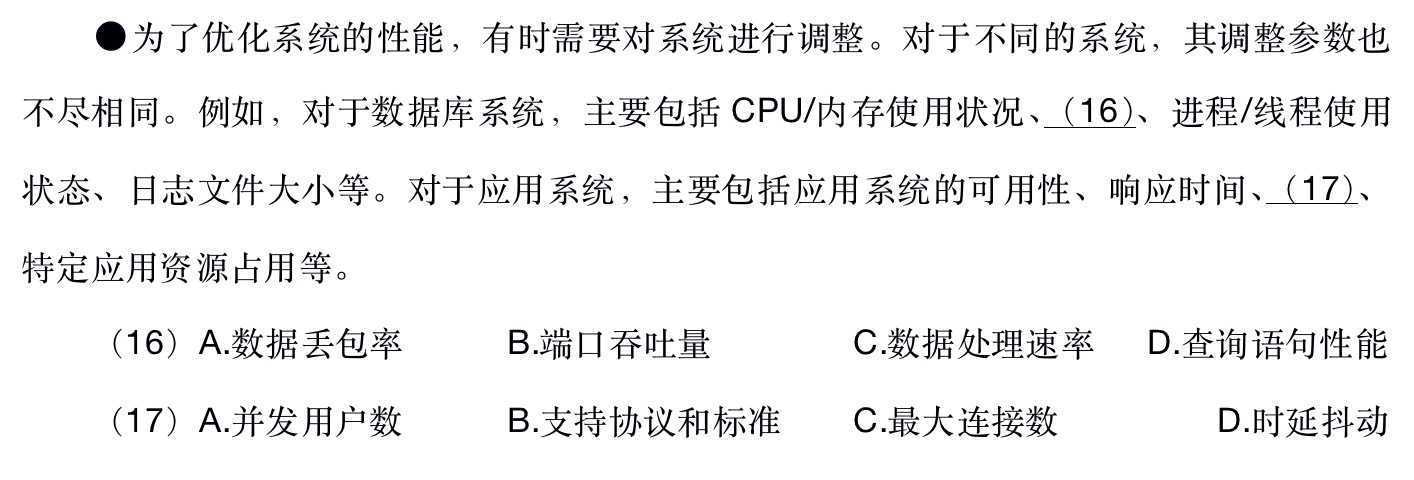 ●为了优化系统的性能，有时需要对系统进行调整。对于不同的系统，其调整参数也
不尽相同。例如，对于数据库系统，主要包括 CPU/内存使用状况、（16）、进程/线程使用
状态、日志文件大小等。对于应用系统，主要包括应用系统的可用性、响应时间、（17）、
特定应用资源占用等。
（16）A.数据丢包率 B.端口吞吐量 C.数据处理速率 D.查询语句性能
（17）A.并发用户数 B.支持协议和标准 C.最大连接数 D.时延抖动